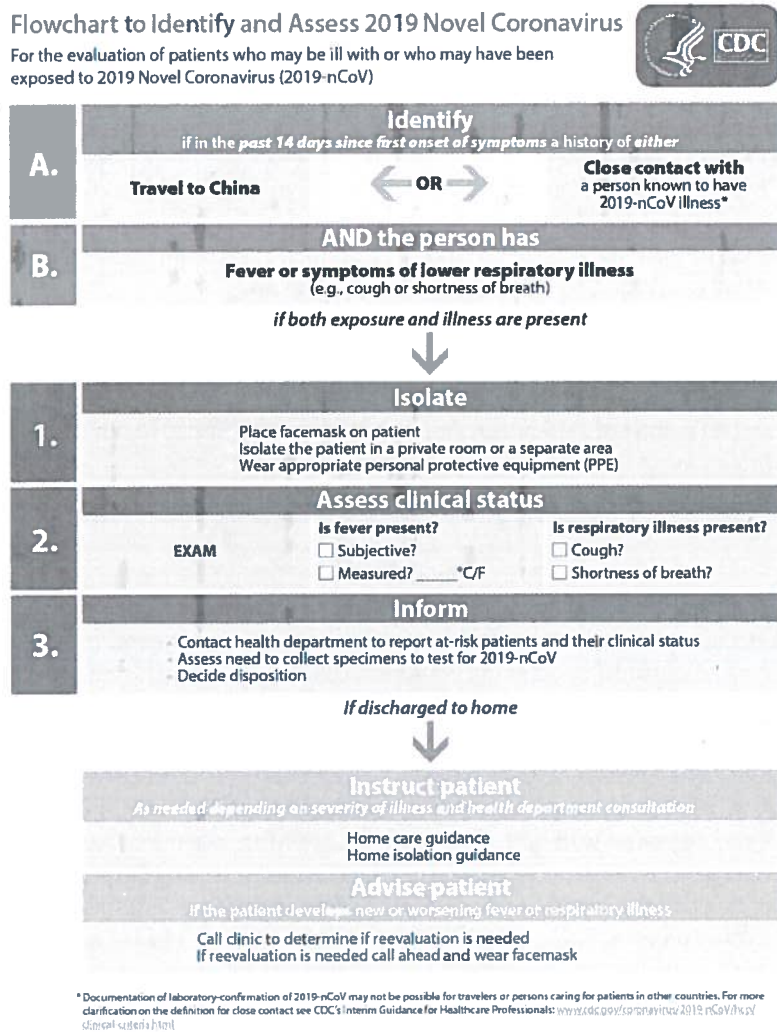 Flowchart to Identify and Assess 2019 Novel Coronavirus
For the evaluation of patients who may be ill with or who may have been
exposed to 2019 Novel Coronavirus (2019-nCoV)
CDC
A.
Identify
if in the past 14 days since first onset of symptoms a history of either
Travel to China
OR
Close contact with
a person known to have
2019-nCoV illness*
B.
AND the person has
Fever or symptoms of lower respiratory illness
(e.g., cough or shortness of breath)
if both exposure and illness are present
1.
Isolate
Place facemask on patient
Isolate the patient in a private room or a separate area
Wear appropriate personal protective equipment (PPE)
2.
Assess clinical status
EXAM
Is fever present?
Subjective?
Measured? _____°C/F
Is respiratory illness present?
Cough?
Shortness of breath?
3.
Inform
Contact health department to report at-risk patients and their clinical status
Assess need to collect specimens to test for 2019-nCoV
Decide disposition
If discharged to home
Instruct patient
As needed depending on severity of illness and health department consultation
Home care guidance
Home isolation guidance
Advise patient
If the patient develops new or worsening fever or respiratory illness
Call clinic to determine if reevaluation is needed
If reevaluation is needed call ahead and wear facemask
* Documentation of laboratory-confirmation of 2019-nCoV may not be possible for travelers or persons caring for patients in other countries. For more
clarification on the definition for close contact see CDC's Interim Guidance for Healthcare Professionals: www.cdc.gov/coronavirus/2019-nCoV/hcp/
clinical-criteria.html